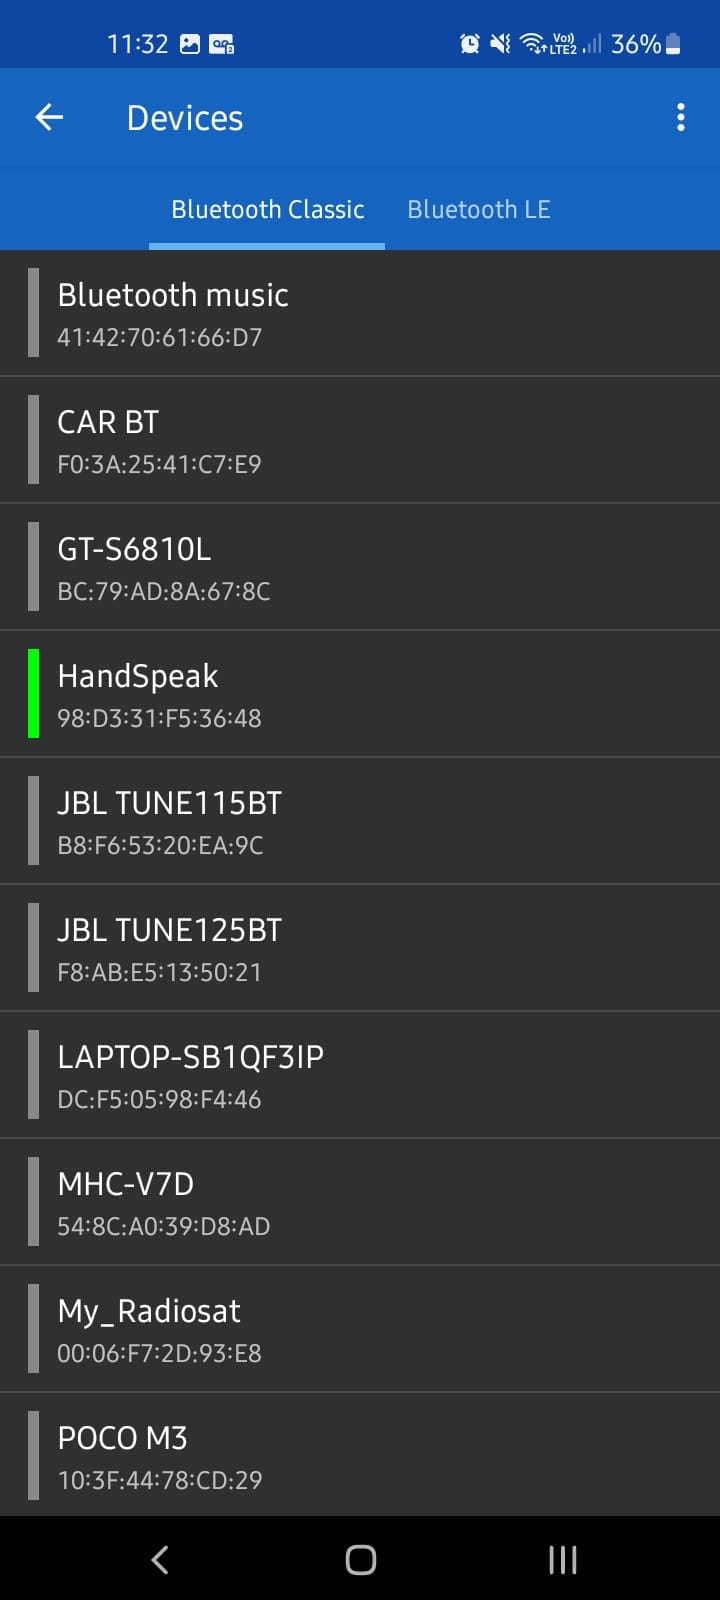 11:32 Vo)) LTE2 36%
Devices
Bluetooth Classic Bluetooth LE
Bluetooth music
41:42:70:61:66:D7
CAR BT
F0:3A:25:41:C7:E9
GT-S6810L
BC:79:AD:8A:67:8C
HandSpeak
98:D3:31:F5:36:48
JBL TUNE115BT
B8:F6:53:20:EA:9C
JBL TUNE125BT
F8:AB:E5:13:50:21
LAPTOP-SB1QF3IP
DC:F5:05:98:F4:46
MHC-V7D
54:8C:A0:39:D8:AD
My_Radiosat
00:06:F7:2D:93:E8
POCO M3
10:3F:44:78:CD:29